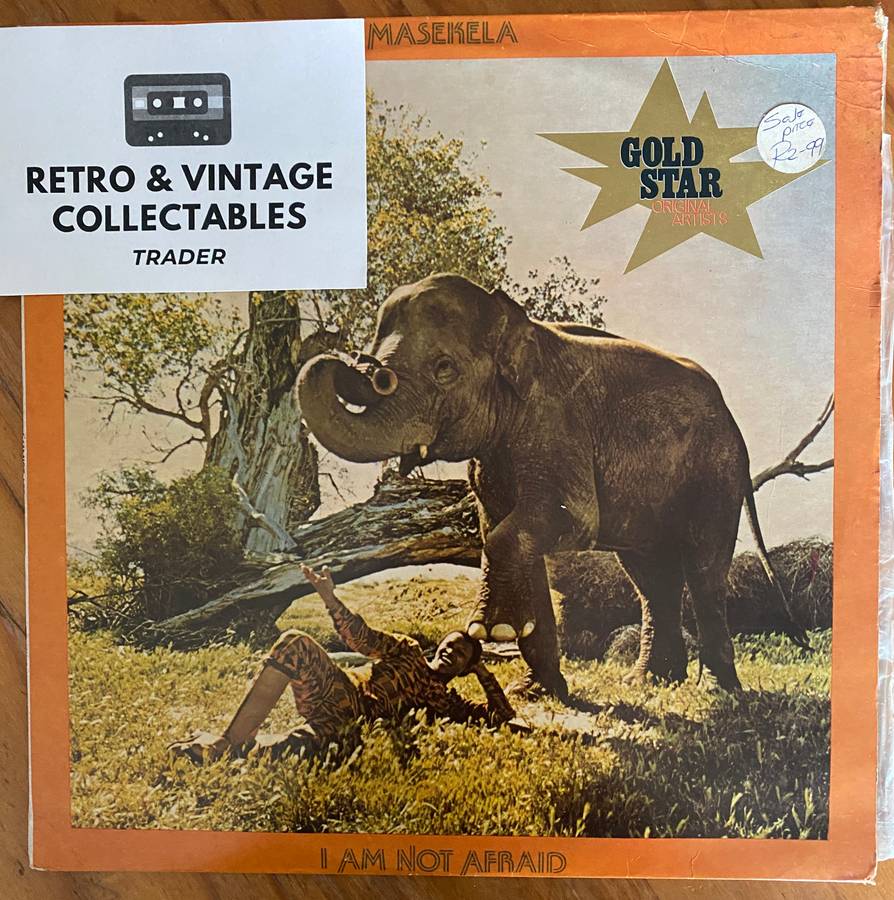 MASEKELA
RETRO & VINTAGE
COLLECTABLES
TRADER
GOLD
STAR
ORIGINAL
ARTISTS
Sale
price
R2-99
I AM NOT AFRAID